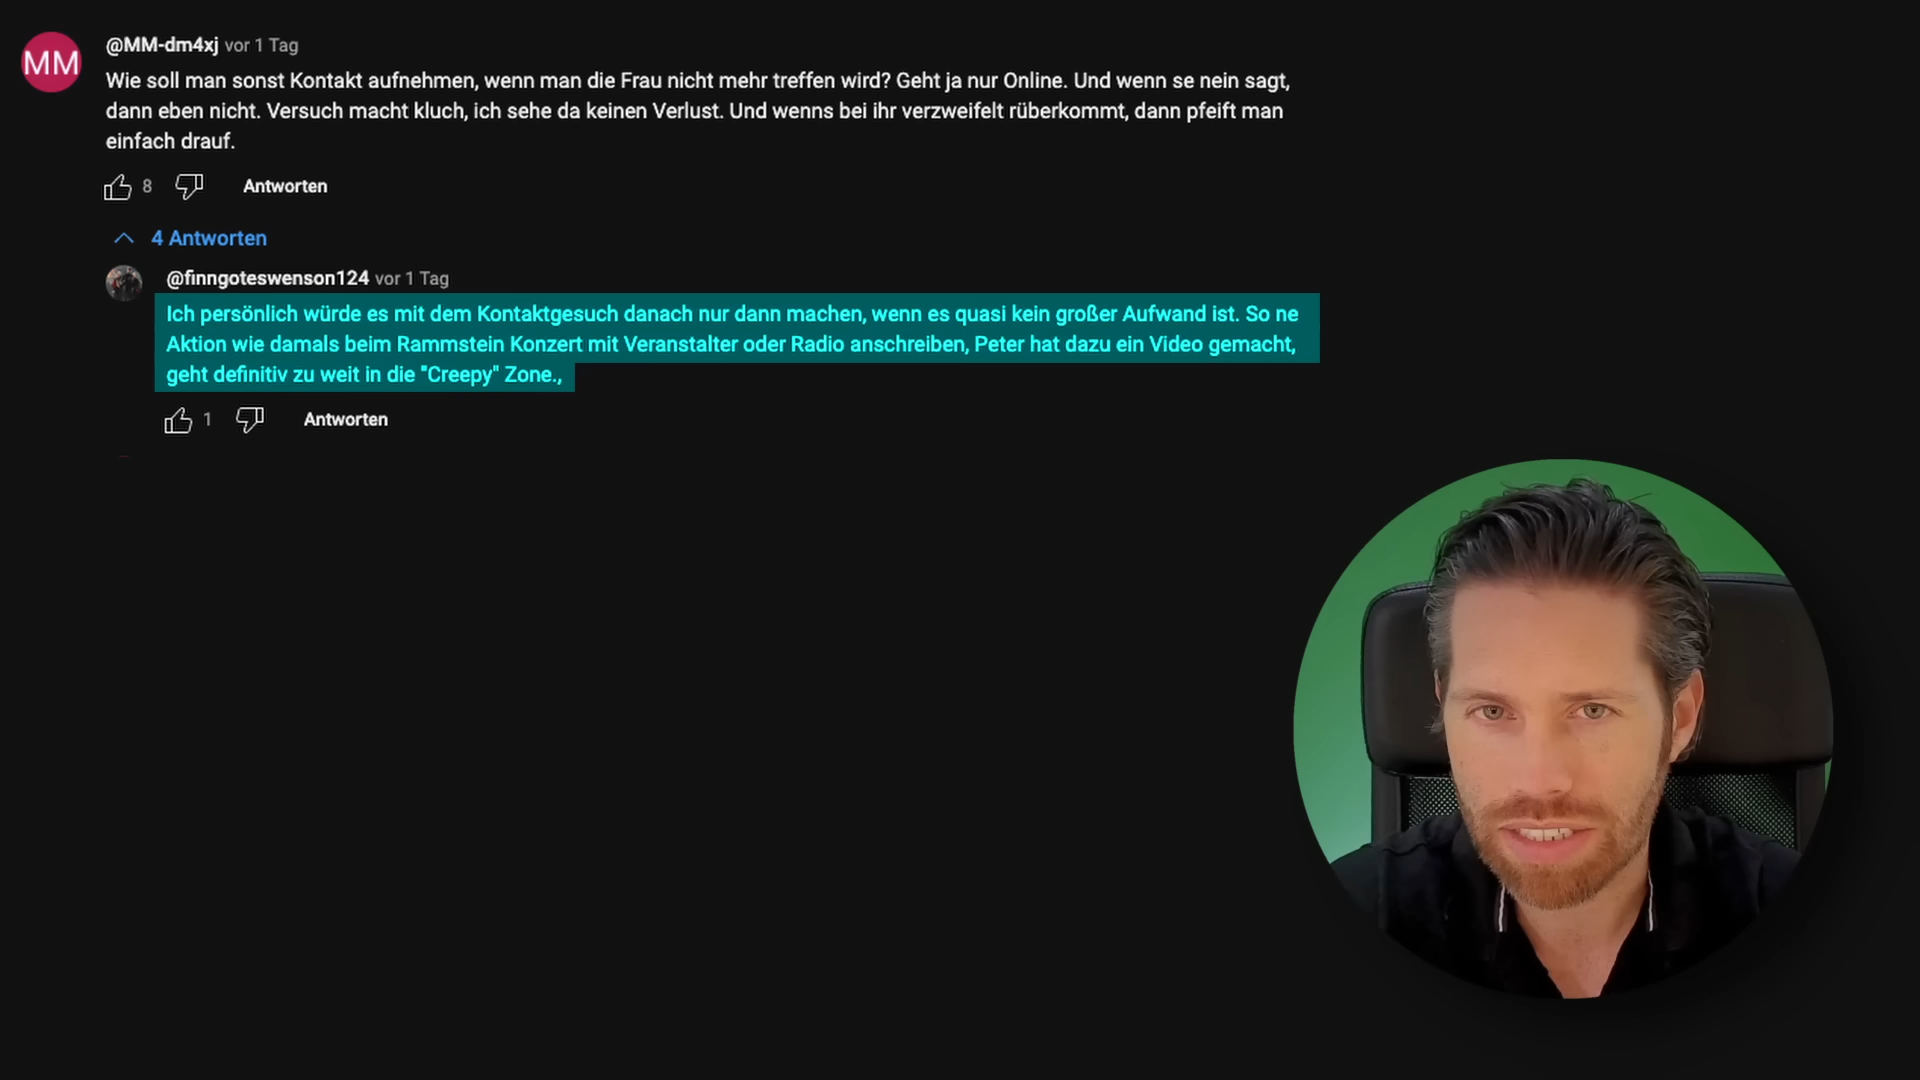 MM
@MM-dm4xj vor 1 Tag
Wie soll man sonst Kontakt aufnehmen, wenn man die Frau nicht mehr treffen wird? Geht ja nur Online. Und wenn se nein sagt,
dann eben nicht. Versuch macht kluch, ich sehe da keinen Verlust. Und wenns bei ihr verzweifelt rüberkommt, dann pfeift man
einfach drauf.
8 Antworten
4 Antworten
@finngoteswenson124 vor 1 Tag
Ich persönlich würde es mit dem Kontaktgesuch danach nur dann machen, wenn es quasi kein großer Aufwand ist. So ne
Aktion wie damals beim Rammstein Konzert mit Veranstalter oder Radio anschreiben, Peter hat dazu ein Video gemacht,
geht definitiv zu weit in die "Creepy" Zone.,
1 Antworten